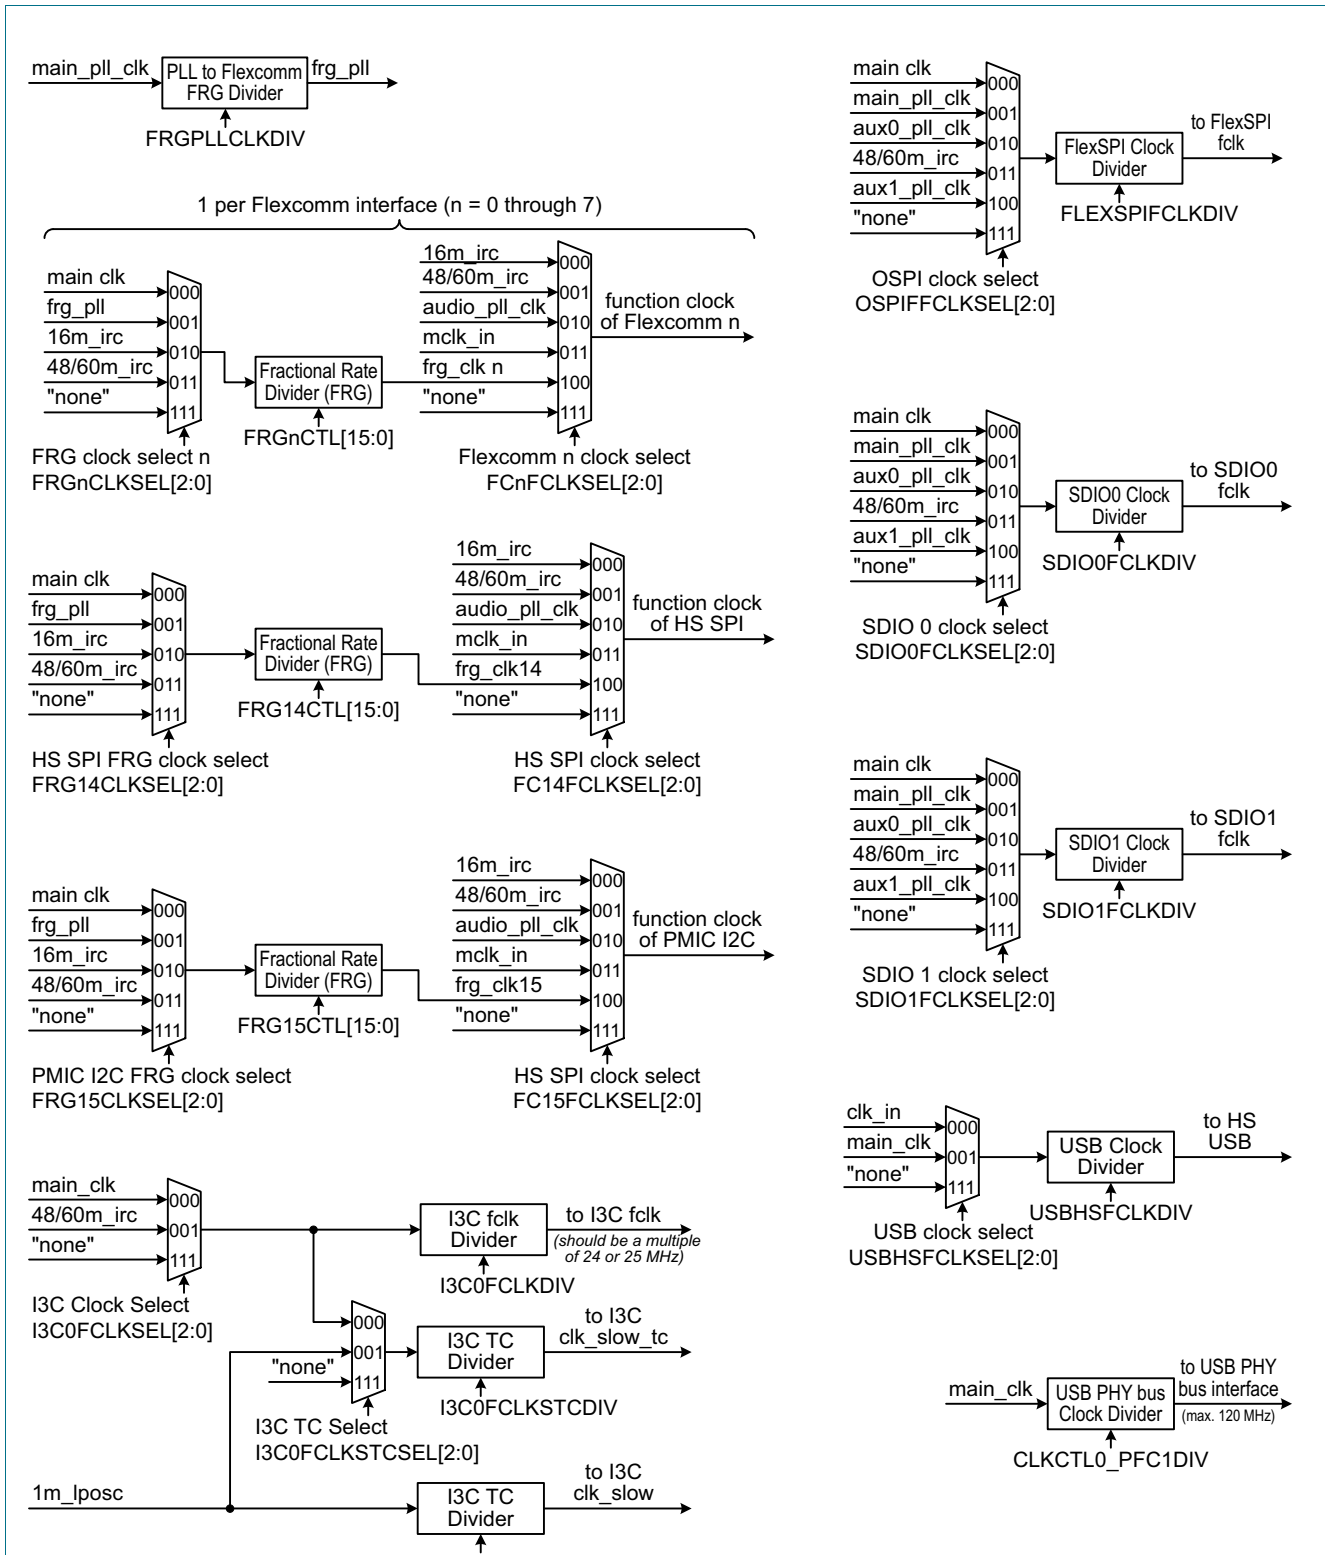 main_pll_clk
PLL to Flexcomm
FRG Divider
frg_pll
FRGPLLCLKDIV
1 per Flexcomm interface (n = 0 through 7)
main clk
000
frg_pll
001
16m_irc
010
48/60m_irc
011
"none"
111
FRG clock select n
FRGnCLKSEL[2:0]
Fractional Rate
Divider (FRG)
FRGnCTL[15:0]
16m_irc
000
48/60m_irc
001
audio_pll_clk
010
mclk_in
011
frg_clk n
100
"none"
111
Flexcomm n clock select
FCnFCLKSEL[2:0]
function clock
of Flexcomm n
main clk
000
frg_pll
001
16m_irc
010
48/60m_irc
011
"none"
111
HS SPI FRG clock select
FRG14CLKSEL[2:0]
Fractional Rate
Divider (FRG)
FRG14CTL[15:0]
16m_irc
000
48/60m_irc
001
audio_pll_clk
010
mclk_in
011
frg_clk14
100
"none"
111
HS SPI clock select
FC14FCLKSEL[2:0]
function clock
of HS SPI
main clk
000
frg_pll
001
16m_irc
010
48/60m_irc
011
"none"
111
PMIC I2C FRG clock select
FRG15CLKSEL[2:0]
Fractional Rate
Divider (FRG)
FRG15CTL[15:0]
16m_irc
000
48/60m_irc
001
audio_pll_clk
010
mclk_in
011
frg_clk15
100
"none"
111
HS SPI clock select
FC15FCLKSEL[2:0]
function clock
of PMIC I2C
main_clk
000
48/60m_irc
001
"none"
111
I3C Clock Select
I3C0FCLKSEL[2:0]
I3C fclk
Divider
I3C0FCLKDIV
to I3C fclk
(should be a multiple
of 24 or 25 MHz)
000
001
"none"
111
I3C TC Select
I3C0FCLKSTCSEL[2:0]
I3C TC
Divider
I3C0FCLKSTCDIV
to I3C
clk_slow_tc
1m_lposc
I3C TC
Divider
to I3C
clk_slow
main clk
000
main_pll_clk
001
aux0_pll_clk
010
48/60m_irc
011
aux1_pll_clk
100
"none"
111
OSPI clock select
OSPIFFCLKSEL[2:0]
FlexSPI Clock
Divider
FLEXSPIFCLKDIV
to FlexSPI
fclk
main clk
000
main_pll_clk
001
aux0_pll_clk
010
48/60m_irc
011
aux1_pll_clk
100
"none"
111
SDIO 0 clock select
SDIO0FCLKSEL[2:0]
SDIO0 Clock
Divider
SDIO0FCLKDIV
to SDIO0
fclk
main clk
000
main_pll_clk
001
aux0_pll_clk
010
48/60m_irc
011
aux1_pll_clk
100
"none"
111
SDIO 1 clock select
SDIO1FCLKSEL[2:0]
SDIO1 Clock
Divider
SDIO1FCLKDIV
to SDIO1
fclk
clk_in
000
main_clk
001
"none"
111
USB clock select
USBHSFCLKSEL[2:0]
USB Clock
Divider
USBHSFCLKDIV
to HS
USB
main_clk
USB PHY bus
Clock Divider
CLKCTL0_PFC1DIV
to USB PHY
bus interface
(max. 120 MHz)